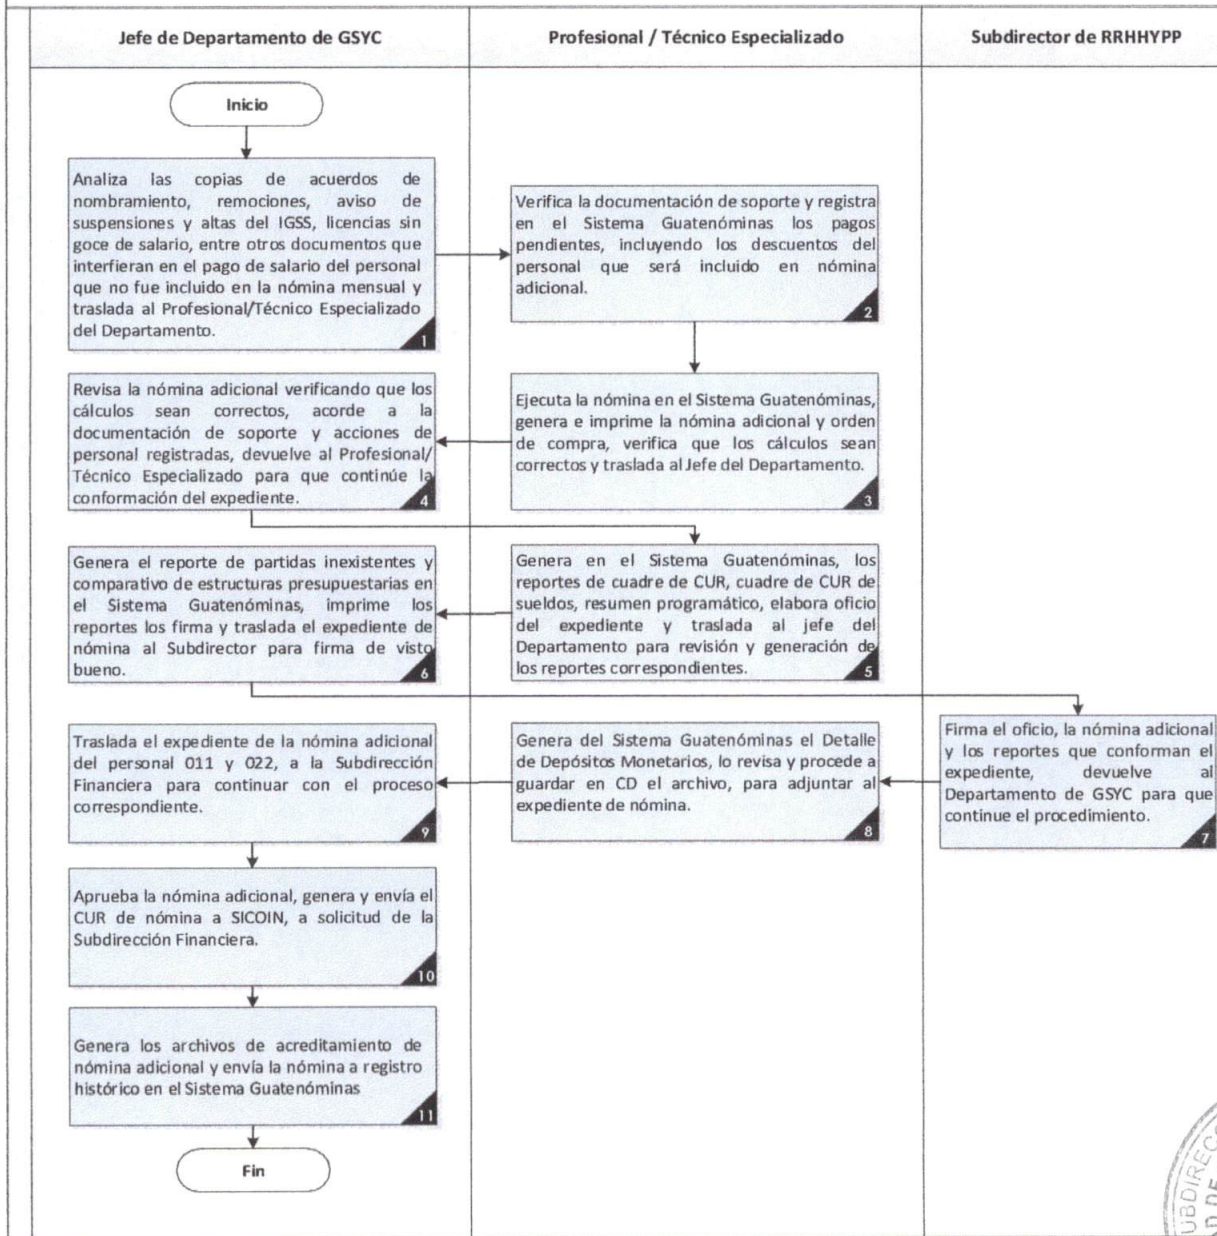 Jefe de Departamento de GSYC
Profesional / Técnico Especializado
Subdirector de RRHHYPP
Inicio
Analiza las copias de acuerdos de
nombramiento, remociones, aviso de
suspensiones y altas del IGSS, licencias sin
goce de salario, entre otros documentos que
interfieran en el pago de salario del personal
que no fue incluido en la nómina mensual y
traslada al Profesional/Técnico Especializado
del Departamento.
1
Verifica la documentación de soporte y registra
en el Sistema Guatenóminas los pagos
pendientes, incluyendo los descuentos del
personal que será incluido en nómina
adicional.
2
Ejecuta la nómina en el Sistema Guatenóminas,
genera e imprime la nómina adicional y orden
de compra, verifica que los cálculos sean
correctos y traslada al Jefe del Departamento.
3
Revisa la nómina adicional verificando que los
cálculos sean correctos, acorde a la
documentación de soporte y acciones de
personal registradas, devuelve al Profesional/
Técnico Especializado para que continúe la
conformación del expediente.
4
Genera en el Sistema Guatenóminas, los
reportes de cuadre de CUR, cuadre de CUR de
sueldos, resumen programático, elabora oficio
del expediente y traslada al jefe del
Departamento para revisión y generación de
los reportes correspondientes.
5
Genera el reporte de partidas inexistentes y
comparativo de estructuras presupuestarias en
el Sistema Guatenóminas, imprime los
reportes los firma y traslada el expediente de
nómina al Subdirector para firma de visto
bueno.
6
Firma el oficio, la nómina adicional
y los reportes que conforman el
expediente, devuelve al
Departamento de GSYC para que
continue el procedimiento.
7
Genera del Sistema Guatenóminas el Detalle
de Depósitos Monetarios, lo revisa y procede a
guardar en CD el archivo, para adjuntar al
expediente de nómina.
8
Traslada el expediente de la nómina adicional
del personal 011 y 022, a la Subdirección
Financiera para continuar con el proceso
correspondiente.
9
Aprueba la nómina adicional, genera y envía el
CUR de nómina a SICOIN, a solicitud de la
Subdirección Financiera.
10
Genera los archivos de acreditamiento de
nómina adicional y envía la nómina a registro
histórico en el Sistema Guatenóminas
11
Fin